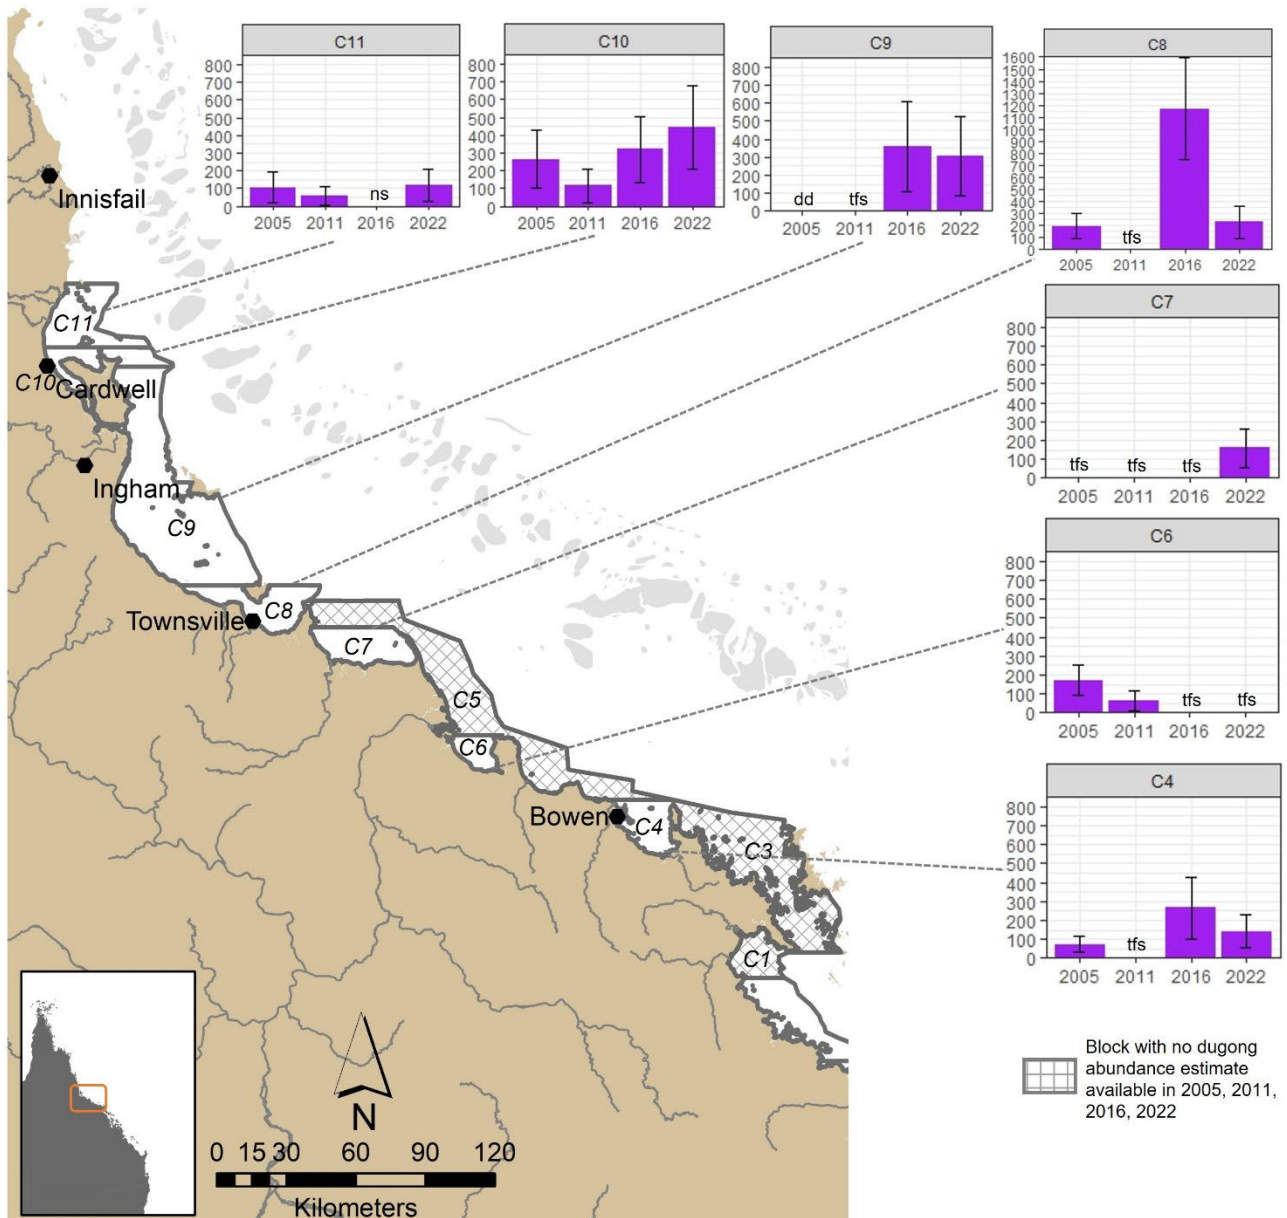 C11
800
700
600
500
400
300
200
100
0
ns
2005 2011 2016 2022
C10
800
700
600
500
400
300
200
100
0
2005 2011 2016 2022
C9
800
700
600
500
400
300
200
100
0
dd tfs
2005 2011 2016 2022
C8
1600
1500
1400
1300
1200
1100
1000
900
800
700
600
500
400
300
200
100
0
tfs
2005 2011 2016 2022
C7
800
700
600
500
400
300
200
100
0
tfs tfs tfs
2005 2011 2016 2022
C6
800
700
600
500
400
300
200
100
0
tfs tfs
2005 2011 2016 2022
C4
800
700
600
500
400
300
200
100
0
tfs
2005 2011 2016 2022
Innisfail
C11
C10
Cardwell
Ingham
C9
Townsville
C8
C7
C5
C6
Bowen
C4
C3
C1
N
0 15 30 60 90 120
Kilometers
Block with no dugong
abundance estimate
available in 2005, 2011,
2016, 2022